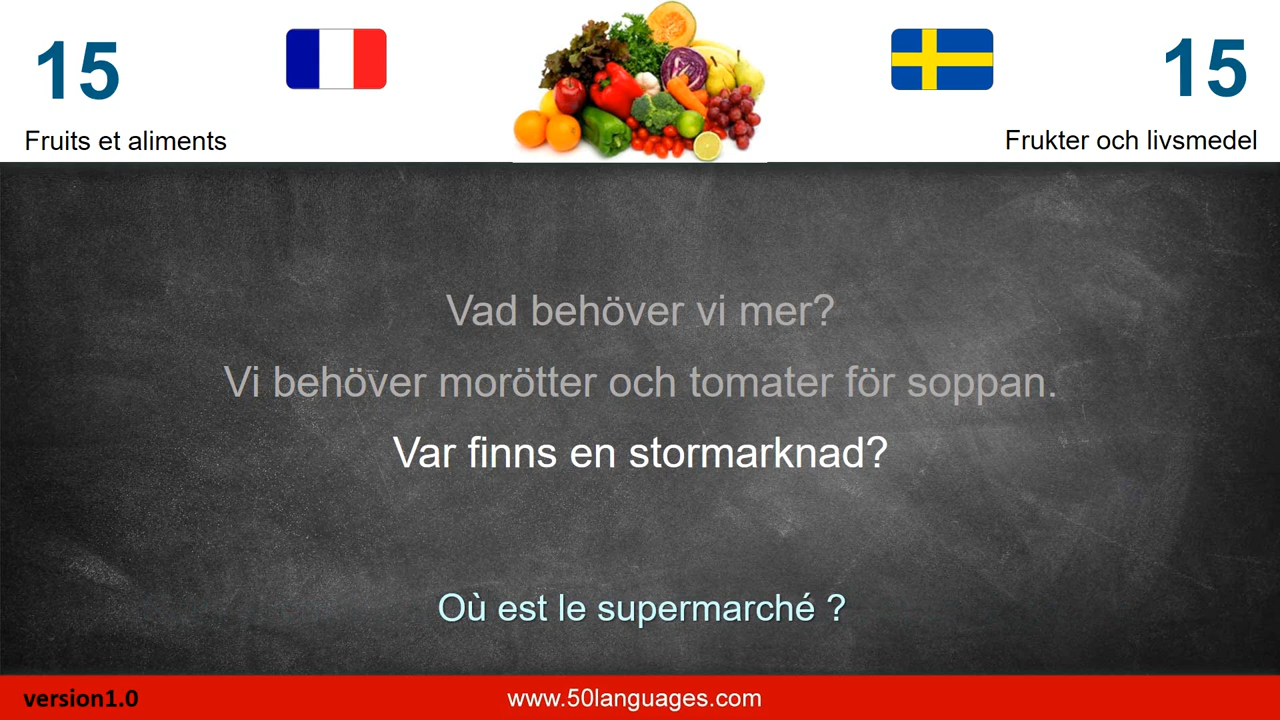 15
15
Fruits et aliments
Frukter och livsmedel
Vad behöver vi mer?
Vi behöver morötter och tomater för soppan.
Var finns en stormarknad?
Où est le supermarché ?
version1.0
www.50languages.com